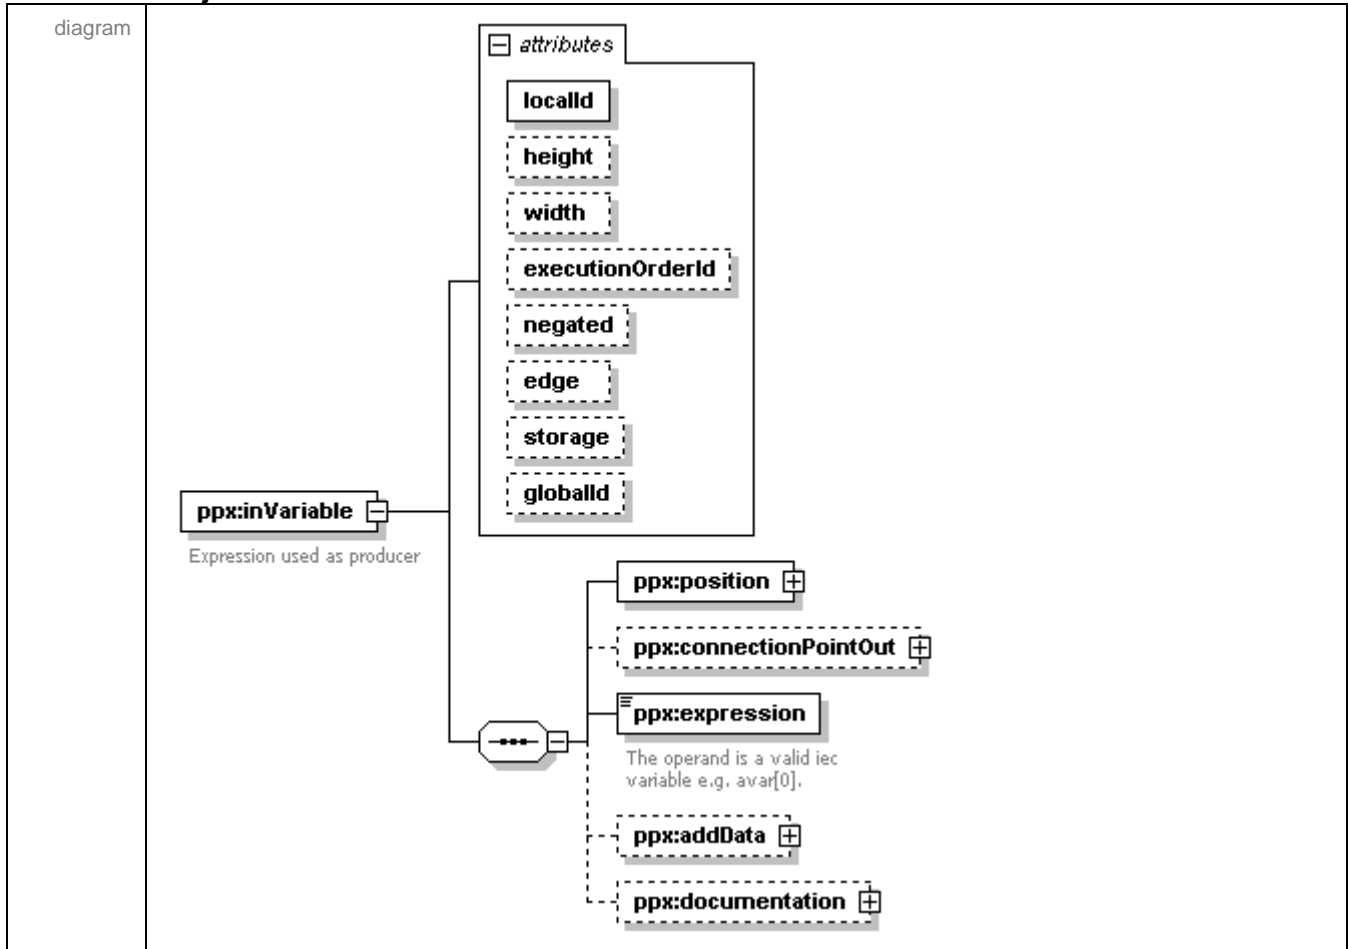 diagram
attributes
localId
height
width
executionOrderId
negated
edge
storage
globalId
ppx:inVariable
Expression used as producer
ppx:position
ppx:connectionPointOut
ppx:expression
The operand is a valid iec
variable e.g. avar[0].
ppx:addData
ppx:documentation